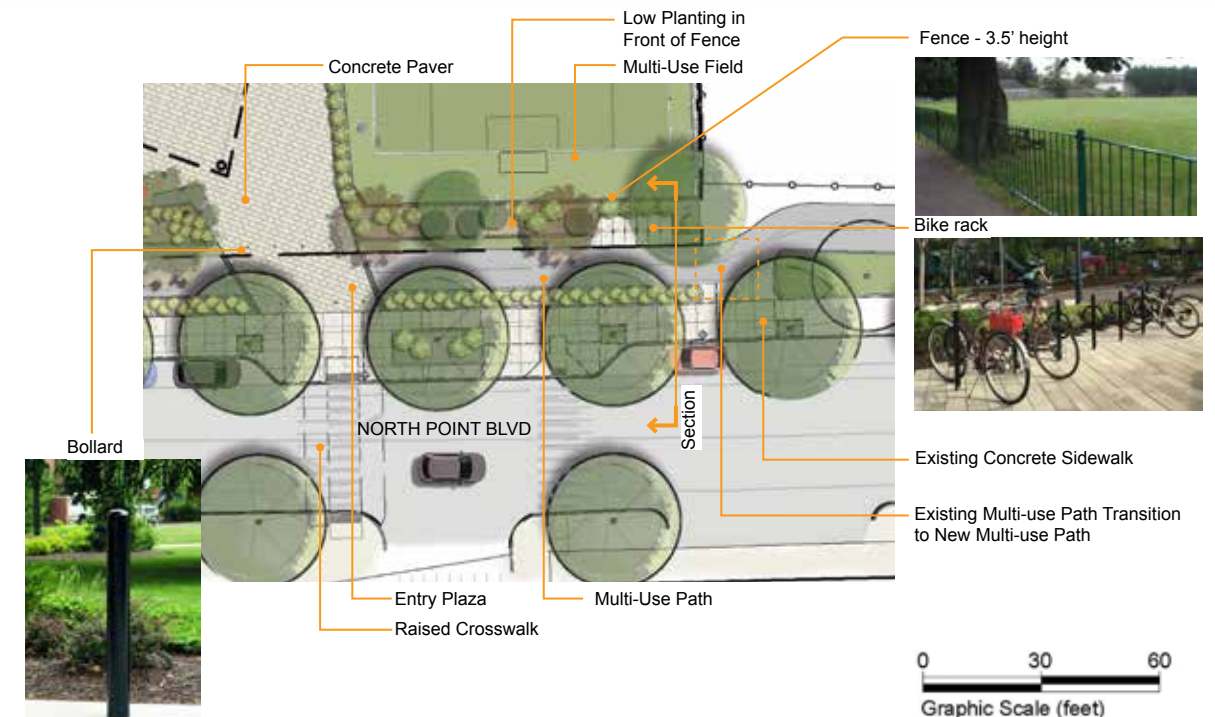 Low Planting in
Front of Fence
Fence - 3.5’ height
Concrete Paver
Multi-Use Field
Bike rack
Bollard
NORTH POINT BLVD
Section
Existing Concrete Sidewalk
Existing Multi-use Path Transition
to New Multi-use Path
Entry Plaza
Multi-Use Path
Raised Crosswalk
0 30 60
Graphic Scale (feet)